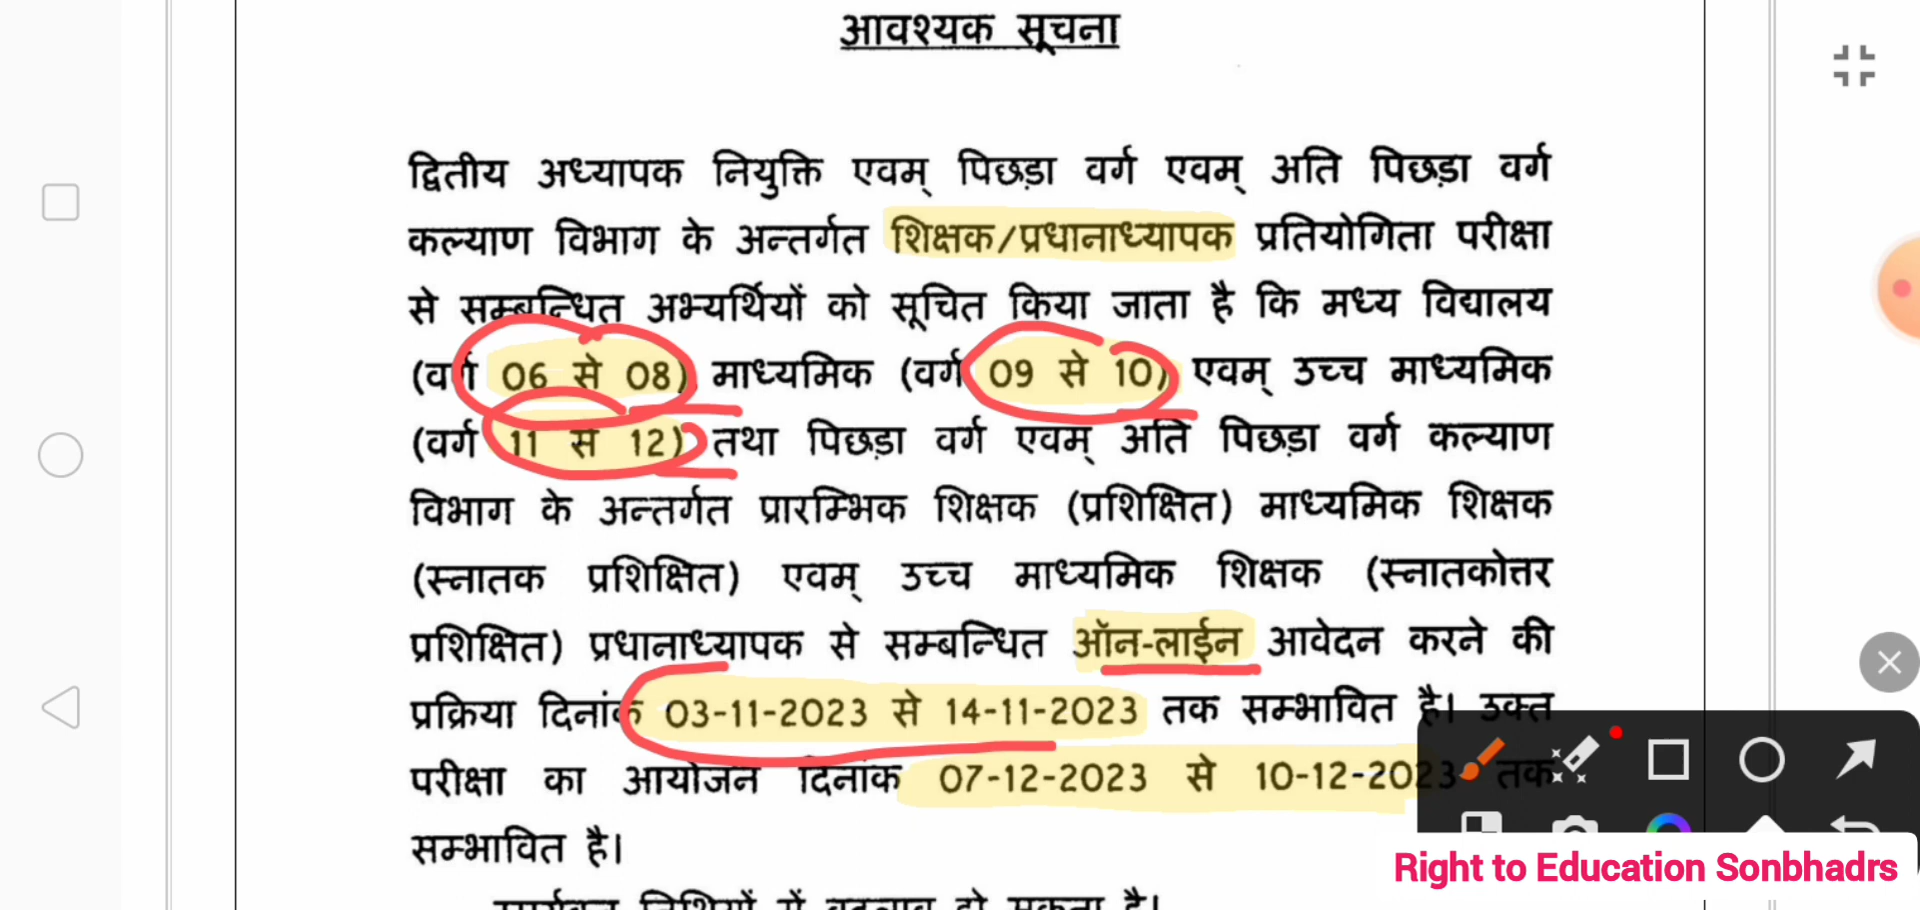 आवश्यक सूचना
द्वितीय अध्यापक नियुक्ति एवम् पिछड़ा वर्ग एवम् अति पिछड़ा वर्ग
कल्याण विभाग के अन्तर्गत शिक्षक/प्रधानाध्यापक प्रतियोगिता परीक्षा
से सम्बन्धित अभ्यर्थियों को सूचित किया जाता है कि मध्य विद्यालय
(वर्ग 06 से 08) माध्यमिक (वर्ग 09 से 10) एवम् उच्च माध्यमिक
(वर्ग 11 से 12) तथा पिछड़ा वर्ग एवम् अति पिछड़ा वर्ग कल्याण
विभाग के अन्तर्गत प्रारम्भिक शिक्षक (प्रशिक्षित) माध्यमिक शिक्षक
(स्नातक प्रशिक्षित) एवम् उच्च माध्यमिक शिक्षक (स्नातकोत्तर
प्रशिक्षित) प्रधानाध्यापक से सम्बन्धित ऑन-लाईन आवेदन करने की
प्रक्रिया दिनांक 03-11-2023 से 14-11-2023 तक सम्भावित है। उक्त
परीक्षा का आयोजन दिनांक 07-12-2023 से 10-12-2023 तक
सम्भावित है।
Right to Education Sonbhadrs